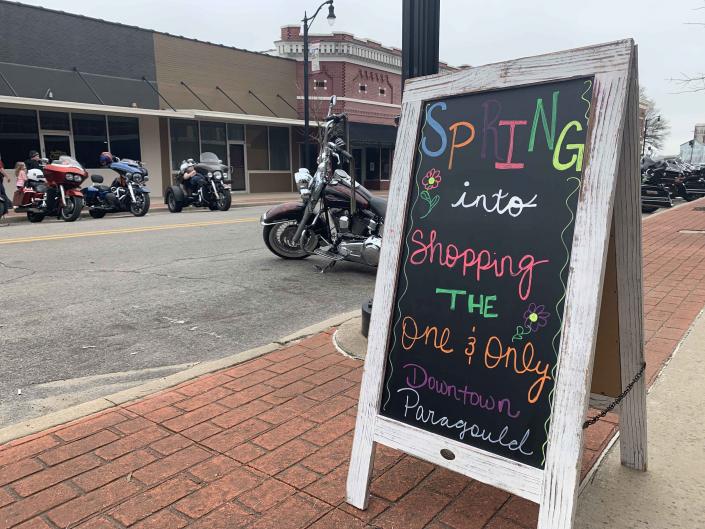 SPRING
into
Shopping
THE
One & Only
Downtown
Paragould